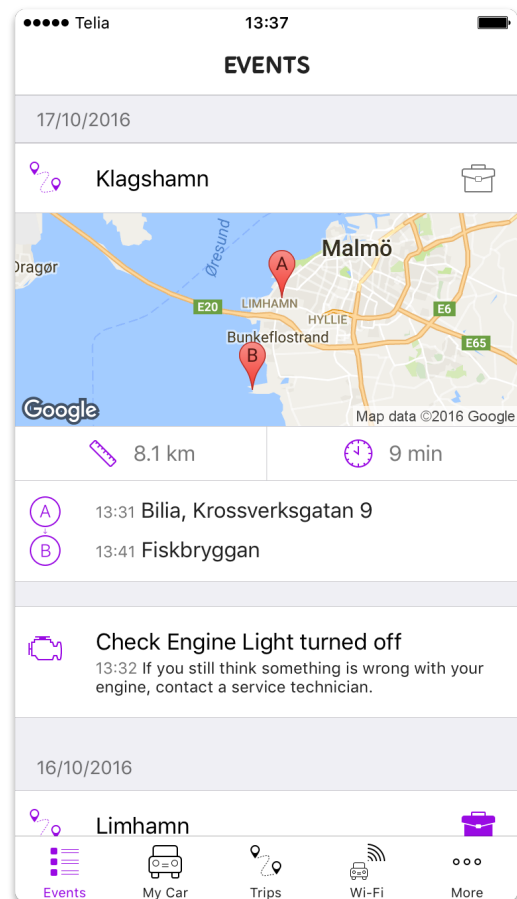 Telia 13:37
EVENTS
17/10/2016
Klagshamn
Dragør
Øresund
Malmö
A
E20
LIMHAMN
HYLLIE
E6
Bunkeflostrand
E65
B
Google
Map data ©2016 Google
8.1 km 9 min
A 13:31 Bilia, Krossverksgatan 9
B 13:41 Fiskbryggan
Check Engine Light turned off
13:32 If you still think something is wrong with your
engine, contact a service technician.
16/10/2016
Limhamn
Events My Car Trips Wi-Fi More